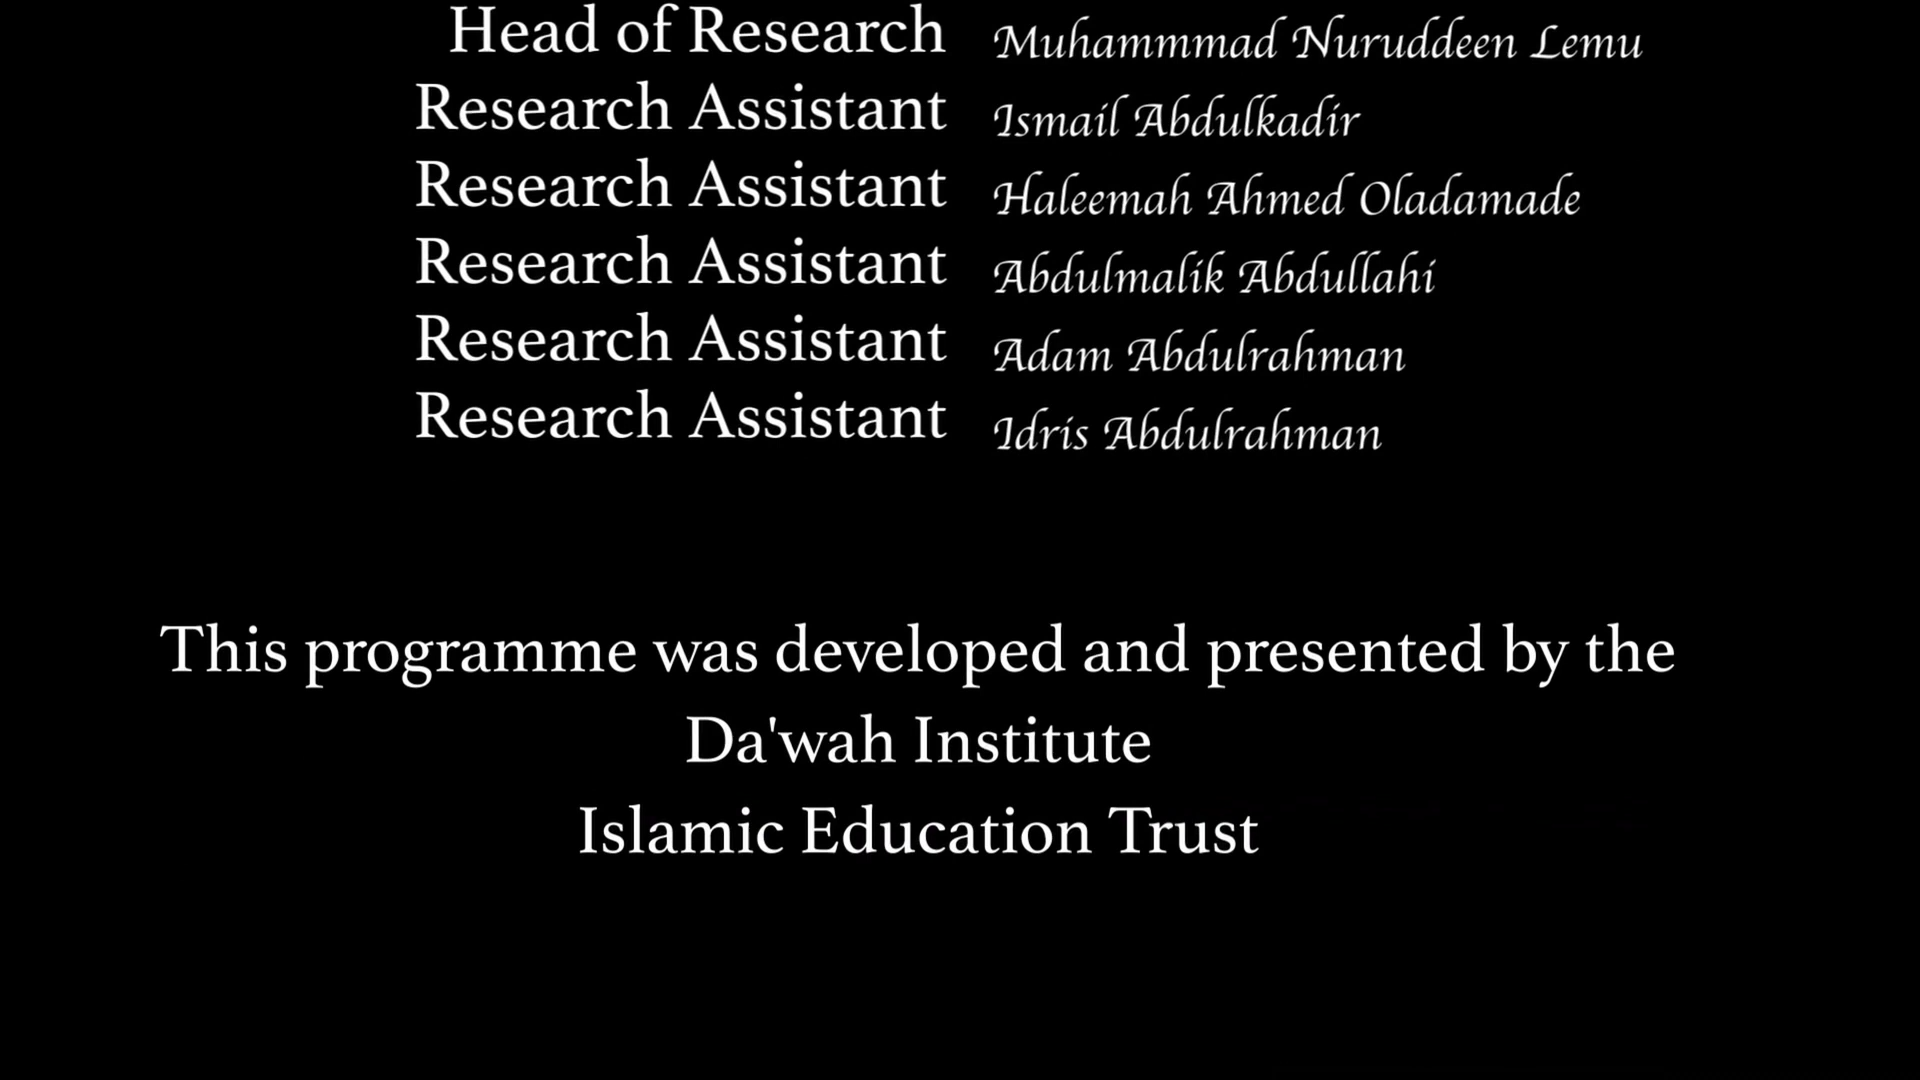 Head of Research Muhammmad Nuruddeen Lemu
Research Assistant Ismail Abdulkadir
Research Assistant Haleemah Ahmed Oladamade
Research Assistant Abdulmalik Abdullahi
Research Assistant Adam Abdulrahman
Research Assistant Idris Abdulrahman
This programme was developed and presented by the
Da'wah Institute
Islamic Education Trust